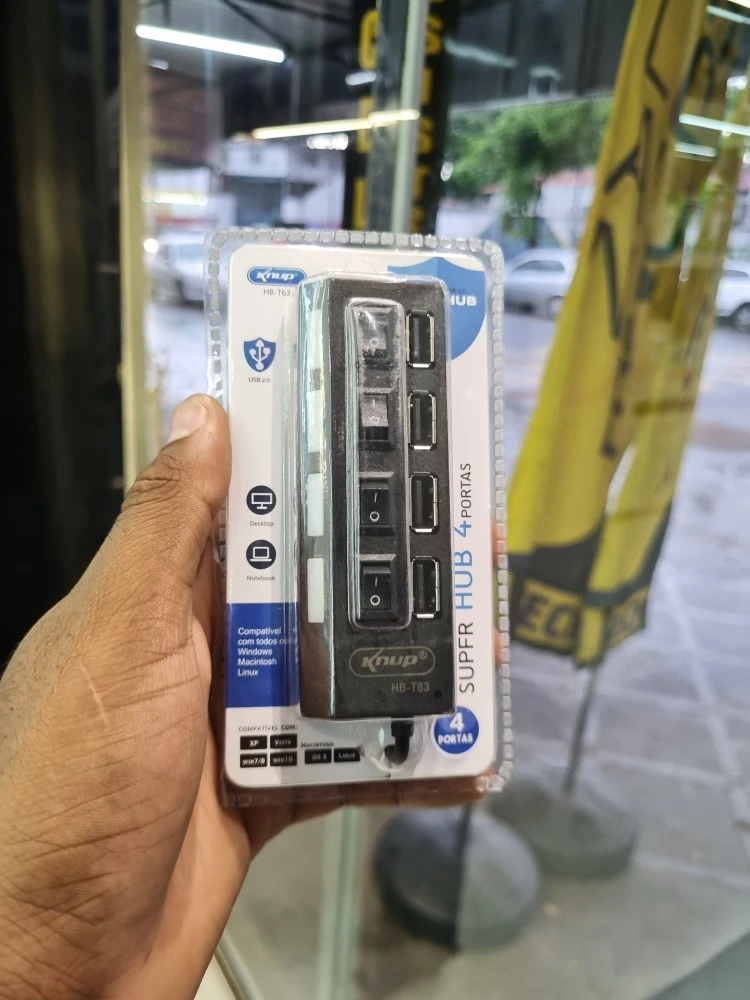 Knup
HB-T63
HUB
USB 2.0
Desktop
Notebook
SUPER HUB 4 PORTAS
Compatível
com todos os
Windows
Macintosh
Linux
Knup®
HB-T63
4
PORTAS
COMPATÍVEL COM:
XP
Vista
MACINTOSH
WIN7/8
WIN10
OS X
Linux